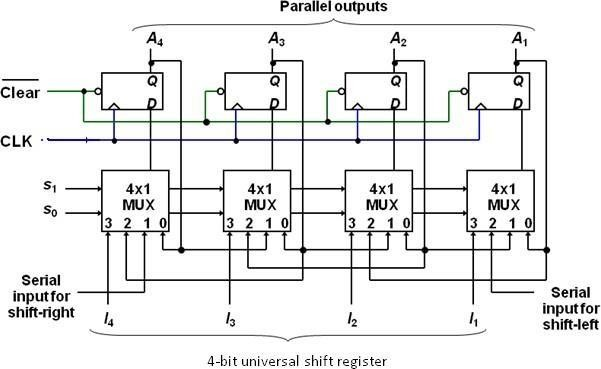 Parallel outputs
A4 A3 A2 A1
Q Q Q Q
Clear
D D D D
CLK
s1 4x1 4x1 4x1 4x1
s0 MUX MUX MUX MUX
3 2 1 0 3 2 1 0 3 2 1 0 3 2 1 0
Serial
input for
shift-right
Serial
input for
shift-left
I4 I3 I2 I1
4-bit universal shift register